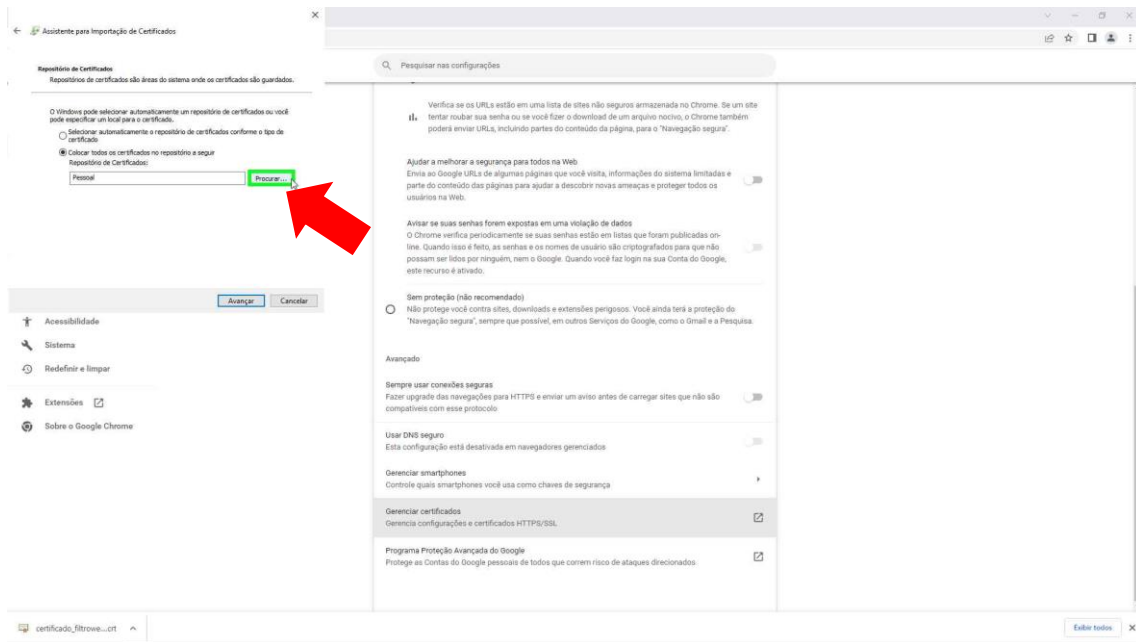 Assistente para Importação de Certificados
Repositório de Certificados
Repositórios de certificados são áreas do sistema onde os certificados são guardados.
O Windows pode selecionar automaticamente um repositório de certificados ou você
pode especificar um local para o certificado.
Selecionar automaticamente o repositório de certificados conforme o tipo de
certificado
Colocar todos os certificados no repositório a seguir
Repositório de Certificados:
Pessoal
Procurar...
Avançar
Cancelar
Acessibilidade
Sistema
Redefinir e limpar
Extensões
Sobre o Google Chrome
Pesquisar nas configurações
Verifica se os URLs estão em uma lista de sites não seguros armazenada no Chrome. Se um site
tentar roubar sua senha ou se você fizer o download de um arquivo nocivo, o Chrome também
poderá enviar URLs, incluindo partes do conteúdo da página, para o "Navegação segura".
Ajudar a melhorar a segurança para todos na Web
Envia ao Google URLs de algumas páginas que você visita, informações do sistema limitadas e
parte do conteúdo das páginas para ajudar a descobrir novas ameaças e proteger todos os
usuários na Web.
Avisar se suas senhas forem expostas em uma violação de dados
O Chrome verifica periodicamente se suas senhas estão em listas que foram publicadas on-
line. Quando isso é feito, as senhas e os nomes de usuário são criptografados para que não
possam ser lidos por ninguém, nem o Google. Quando você faz login na sua Conta do Google,
este recurso é ativado.
Sem proteção (não recomendado)
Não protege você contra sites, downloads e extensões perigosos. Você ainda terá a proteção do
"Navegação segura", sempre que possível, em outros Serviços do Google, como o Gmail e a Pesquisa.
Avançado
Sempre usar conexões seguras
Fazer upgrade das navegações para HTTPS e enviar um aviso antes de carregar sites que não são
compatíveis com esse protocolo
Usar DNS seguro
Esta configuração está desativada em navegadores gerenciados
Gerenciar smartphones
Controle quais smartphones você usa como chaves de segurança
Gerenciar certificados
Gerencia configurações e certificados HTTPS/SSL
Programa Proteção Avançada do Google
Protege as Contas do Google pessoais de todos que correm risco de ataques direcionados.
certificado_filtrowe....crt
Exibir todos